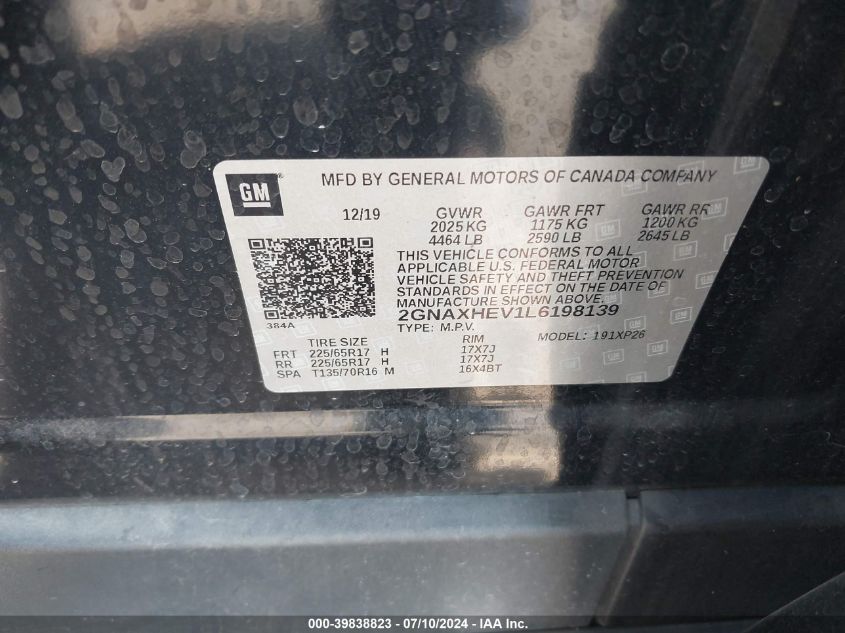 GM
®
MFD BY GENERAL MOTORS OF CANADA COMPANY
12/19 GVWR GAWR FRT GAWR RR
2025 KG 1175 KG 1200 KG
4464 LB 2590 LB 2645 LB
THIS VEHICLE CONFORMS TO ALL
APPLICABLE U.S. FEDERAL MOTOR
VEHICLE SAFETY AND THEFT PREVENTION
STANDARDS IN EFFECT ON THE DATE OF
MANUFACTURE SHOWN ABOVE.
2GNAXHEV1L6198139
384A TYPE: M.P.V. MODEL: 191XP26
TIRE SIZE RIM
FRT 225/65R17 H 17X7J
RR 225/65R17 H 17X7J
SPA T135/70R16 M 16X4BT
000-39838823 - 07/10/2024 - IAA Inc.